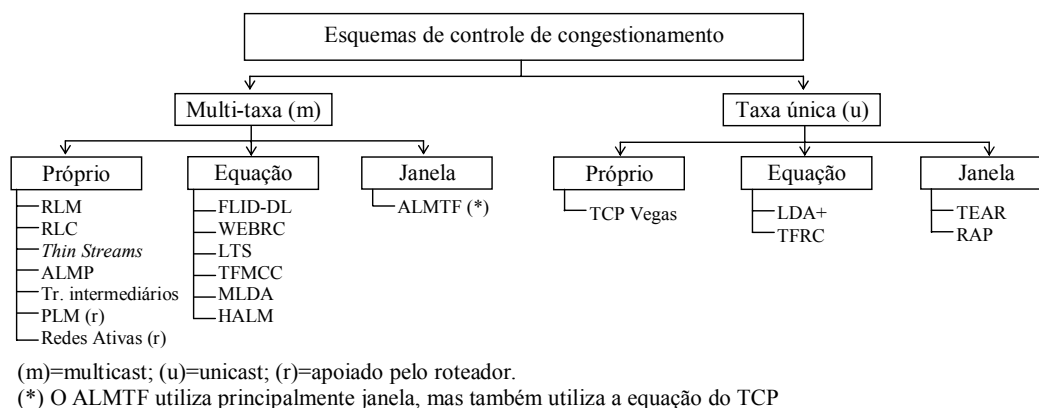 Esquemas de controle de congestionamento
Multi-taxa (m)
Taxa única (u)
Próprio
Equação
Janela
Próprio
Equação
Janela
RLM
RLC
Thin Streams
ALMP
Tr. intermediários
PLM (r)
Redes Ativas (r)
FLID-DL
WEBRC
LTS
TFMCC
MLDA
HALM
ALMTF (*)
TCP Vegas
LDA+
TFRC
TEAR
RAP
(m)=multicast; (u)=unicast; (r)=apoiado pelo roteador.
(*) O ALMTF utiliza principalmente janela, mas também utiliza a equação do TCP